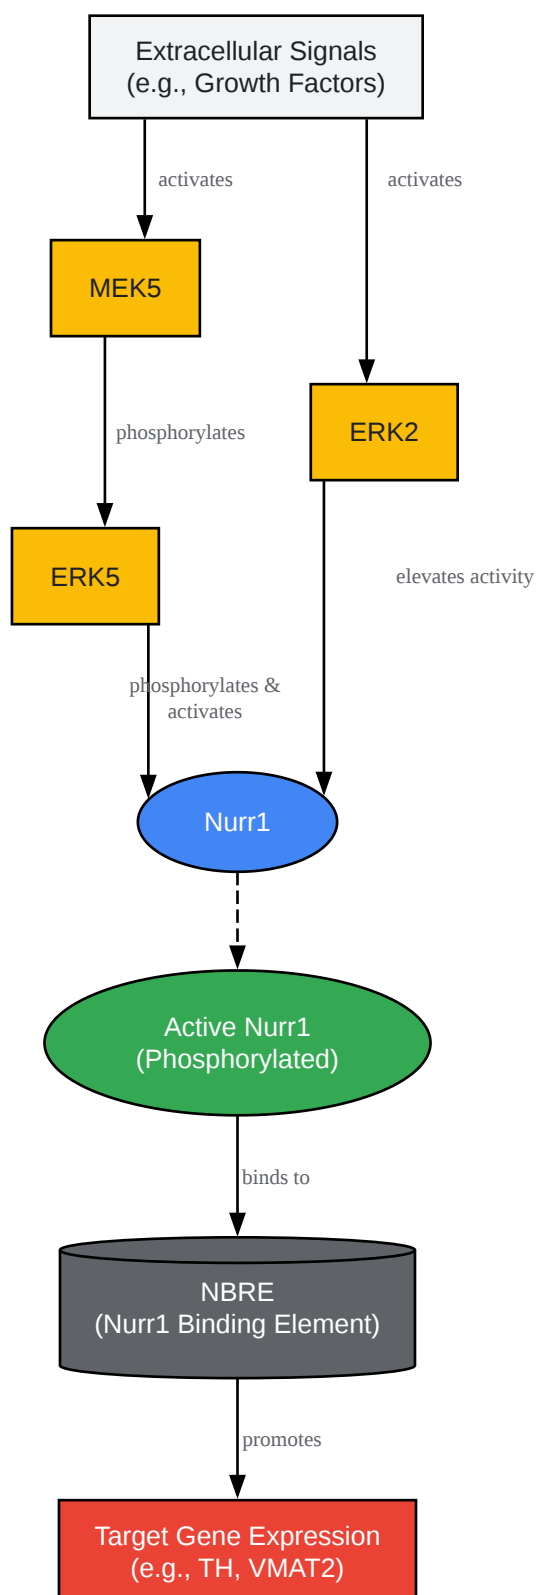 Extracellular Signals
(e.g., Growth Factors)
activates
activates
MEK5
phosphorylates
ERK2
ERK5
elevates activity
phosphorylates &
activates
Nurr1
Active Nurr1
(Phosphorylated)
binds to
NBRE
(Nurr1 Binding Element)
promotes
Target Gene Expression
(e.g., TH, VMAT2)